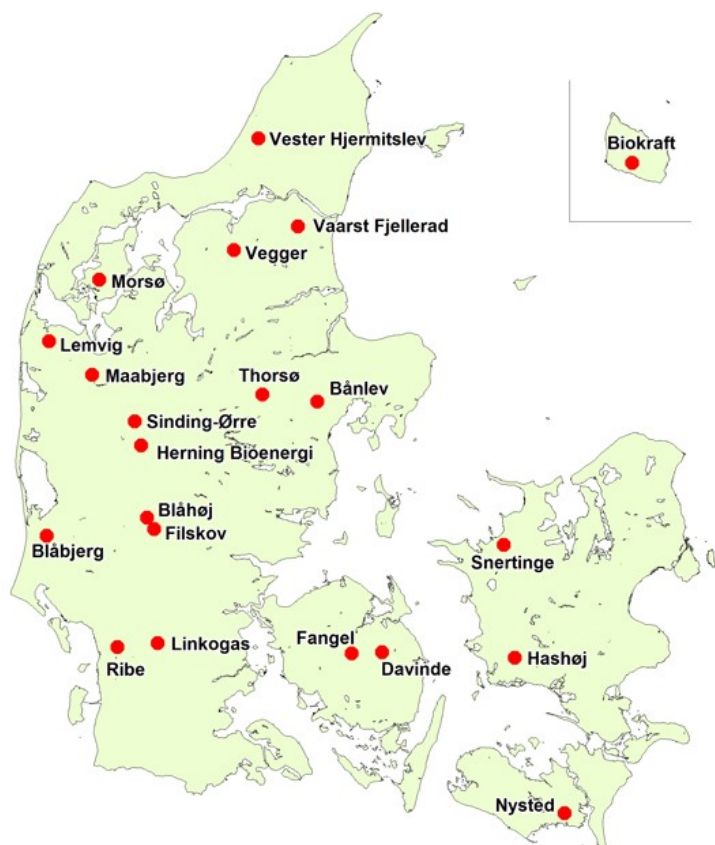 Vester Hjermitslev
Biokraft
Vaarst Fjellerad
Vegger
Morsø
Lemvig
Maabjerg
Thorsø
Bånlev
Sinding-Ørre
Herning Bioenergi
Blåhøj
Filskov
Blåbjerg
Snertinge
Linkogas
Fangel
Ribe
Davinde
Hashøj
Nysted